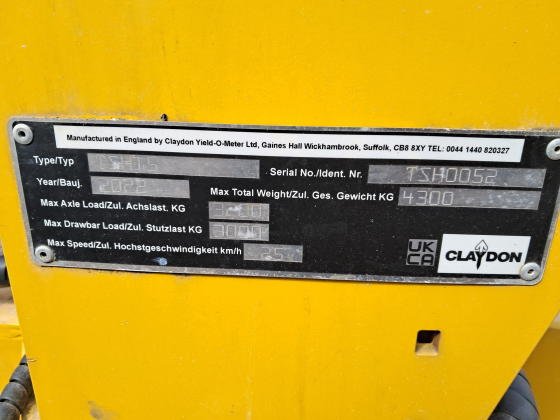 Manufactured in England by Claydon Yield-O-Meter Ltd, Gaines Hall Wickhambrook, Suffolk, CB8 8XY TEL: 0044 1440 820327
Type/Typ
Serial No./Ident. Nr. TSH0052
Year/Bauj. 2022
Max Total Weight/Zul. Ges. Gewicht KG 4300
Max Axle Load/Zul. Achslast. KG
Max Drawbar Load/Zul. Stutzlast KG
Max Speed/Zul. Hochstgeschwindigkeit km/h 25
UK
CA
CLAYDON